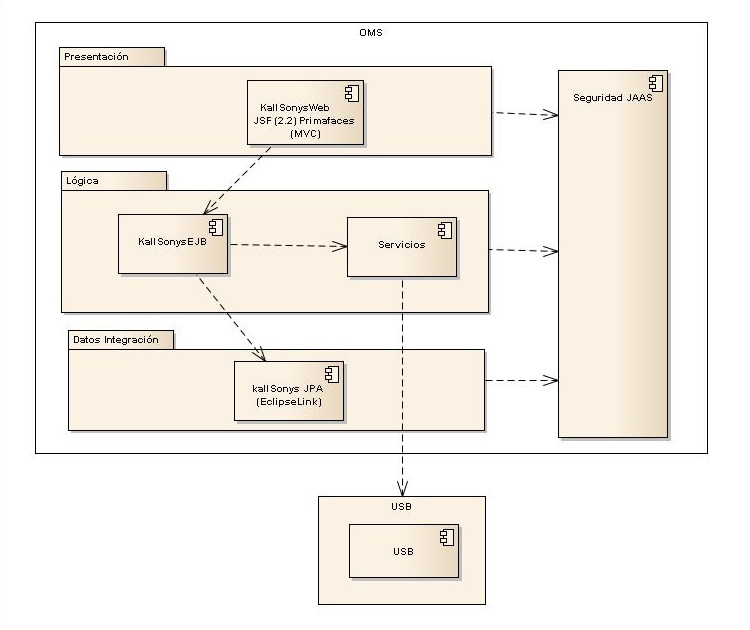 OMS
Presentación
KallSonysWeb
JSF (2.2) Primafaces
(MVC)
Seguridad JAAS
Lógica
KallSonysEJB
Servicios
Datos Integración
kallSonys JPA
(EclipseLink)
USB
USB